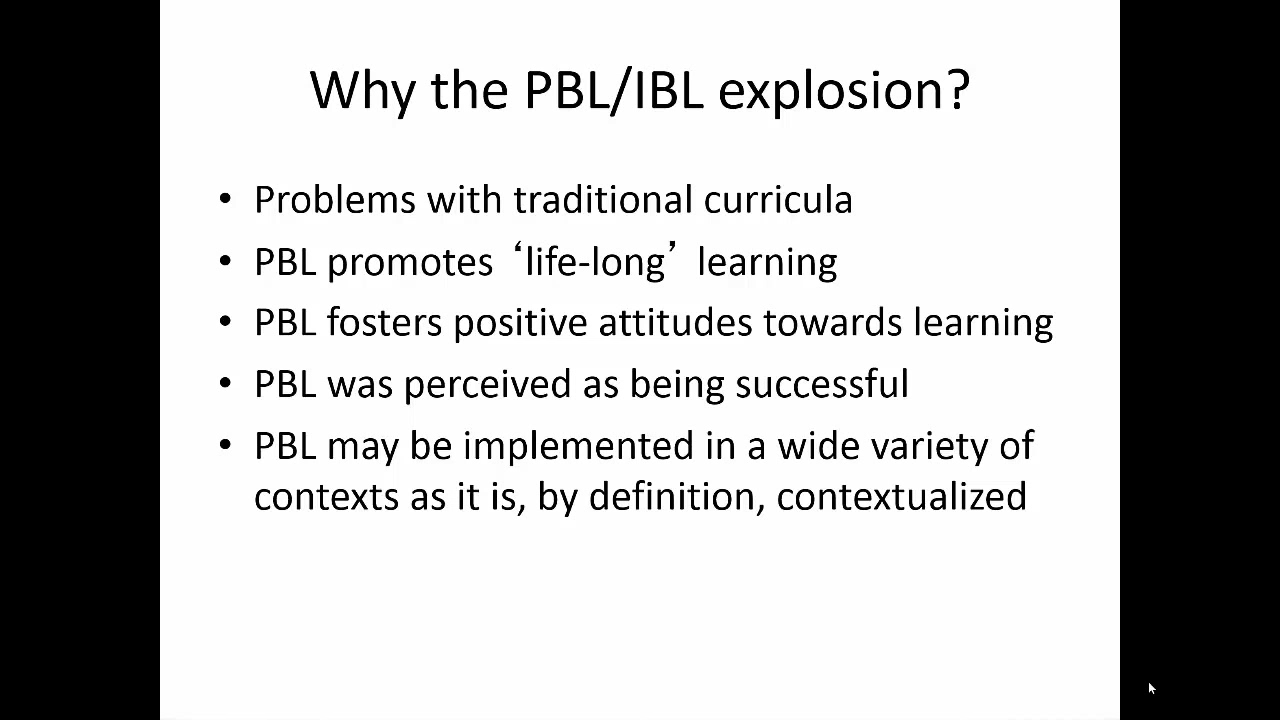 Why the PBL/IBL explosion?
• Problems with traditional curricula
• PBL promotes ‘life-long’ learning
• PBL fosters positive attitudes towards learning
• PBL was perceived as being successful
• PBL may be implemented in a wide variety of
contexts as it is, by definition, contextualized